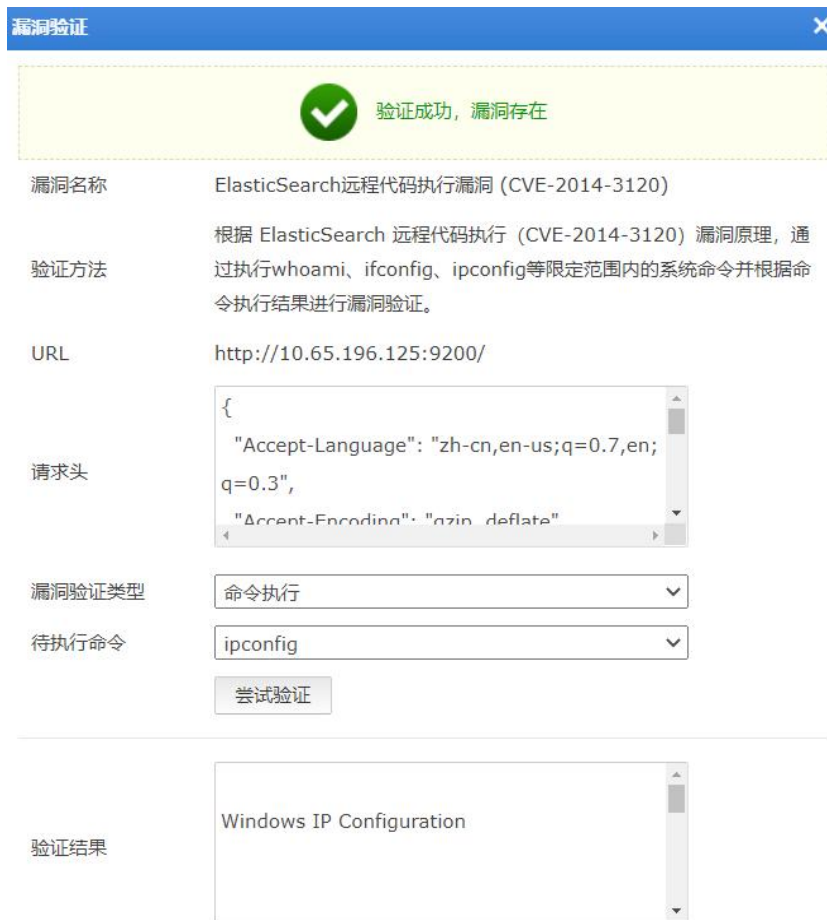 漏洞验证
验证成功，漏洞存在
漏洞名称
ElasticSearch远程代码执行漏洞 (CVE-2014-3120)
验证方法
根据 ElasticSearch 远程代码执行（CVE-2014-3120）漏洞原理，通
过执行whoami、ifconfig、ipconfig等限定范围内的系统命令并根据命
令执行结果进行漏洞验证。
URL
http://10.65.196.125:9200/
请求头
{
"Accept-Language": "zh-cn,en-us;q=0.7,en;
q=0.3",
"Accept-Encoding": "gzip, deflate"
漏洞验证类型
命令执行
待执行命令
ipconfig
尝试验证
验证结果
Windows IP Configuration